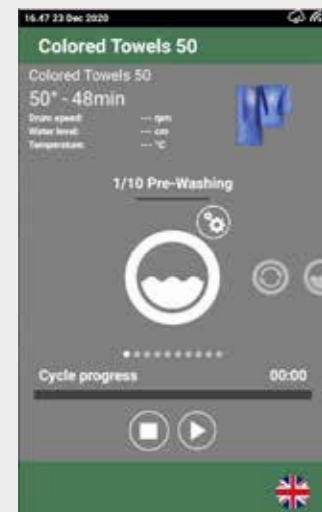 16.47 23 Dec 2020
Colored Towels 50
Colored Towels 50
50° - 48min
Drum speed: --- rpm
Water level: --- cm
Temperature: --- °C
1/10 Pre-Washing
Cycle progress 00:00